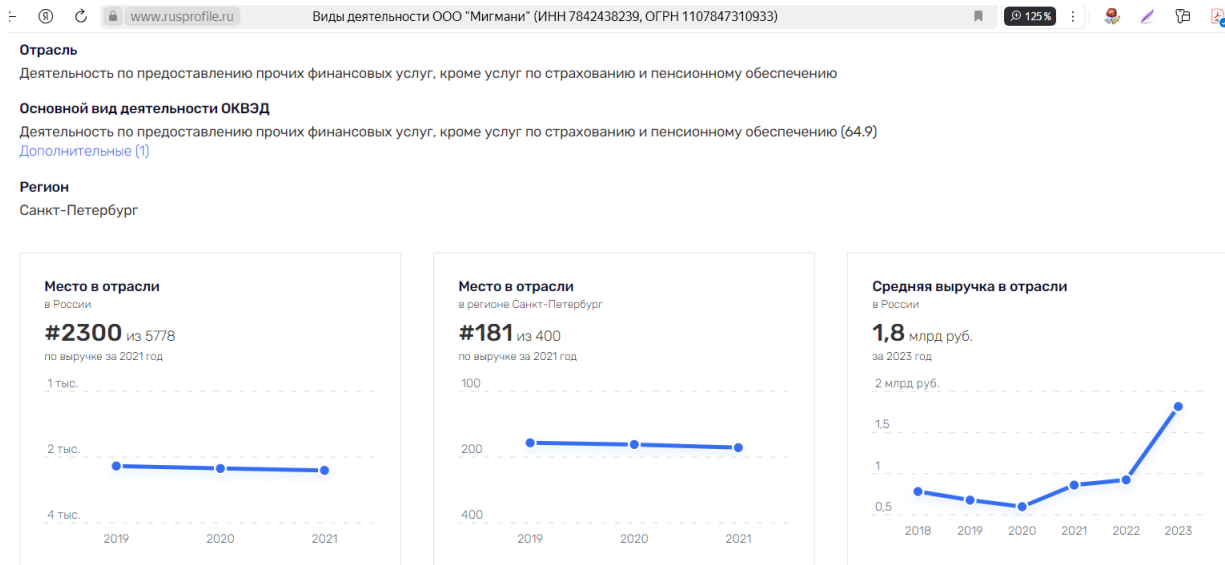 www.rusprofile.ru Виды деятельности ООО "Мигмани" (ИНН 7842438239, ОГРН 1107847310933) 125%
Отрасль
Деятельность по предоставлению прочих финансовых услуг, кроме услуг по страхованию и пенсионному обеспечению
Основной вид деятельности ОКВЭД
Деятельность по предоставлению прочих финансовых услуг, кроме услуг по страхованию и пенсионному обеспечению (64.9)
Дополнительные (1)
Регион
Санкт-Петербург
Место в отрасли
в России
#2300 из 5778
по выручке за 2021 год
1 тыс.
2 тыс.
4 тыс.
2019 2020 2021
Место в отрасли
в регионе Санкт-Петербург
#181 из 400
по выручке за 2021 год
100
200
400
2019 2020 2021
Средняя выручка в отрасли
в России
1,8 млрд руб.
за 2023 год
2 млрд руб.
1,5
1
0,5
2018 2019 2020 2021 2022 2023